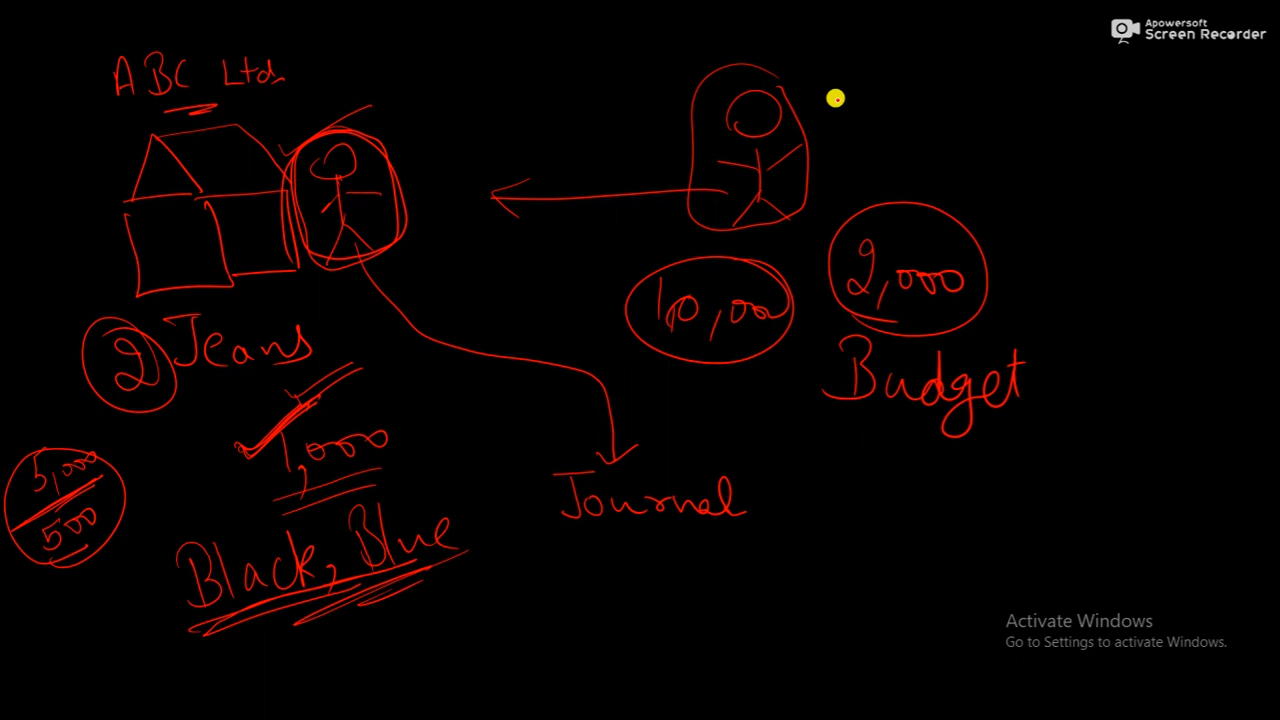 Apowersoft
Screen Recorder
ABC Ltd.
2,000
10,000
Budget
2 Jeans
1,000
5,000
500
Journal
Black, Blue
Activate Windows
Go to Settings to activate Windows.